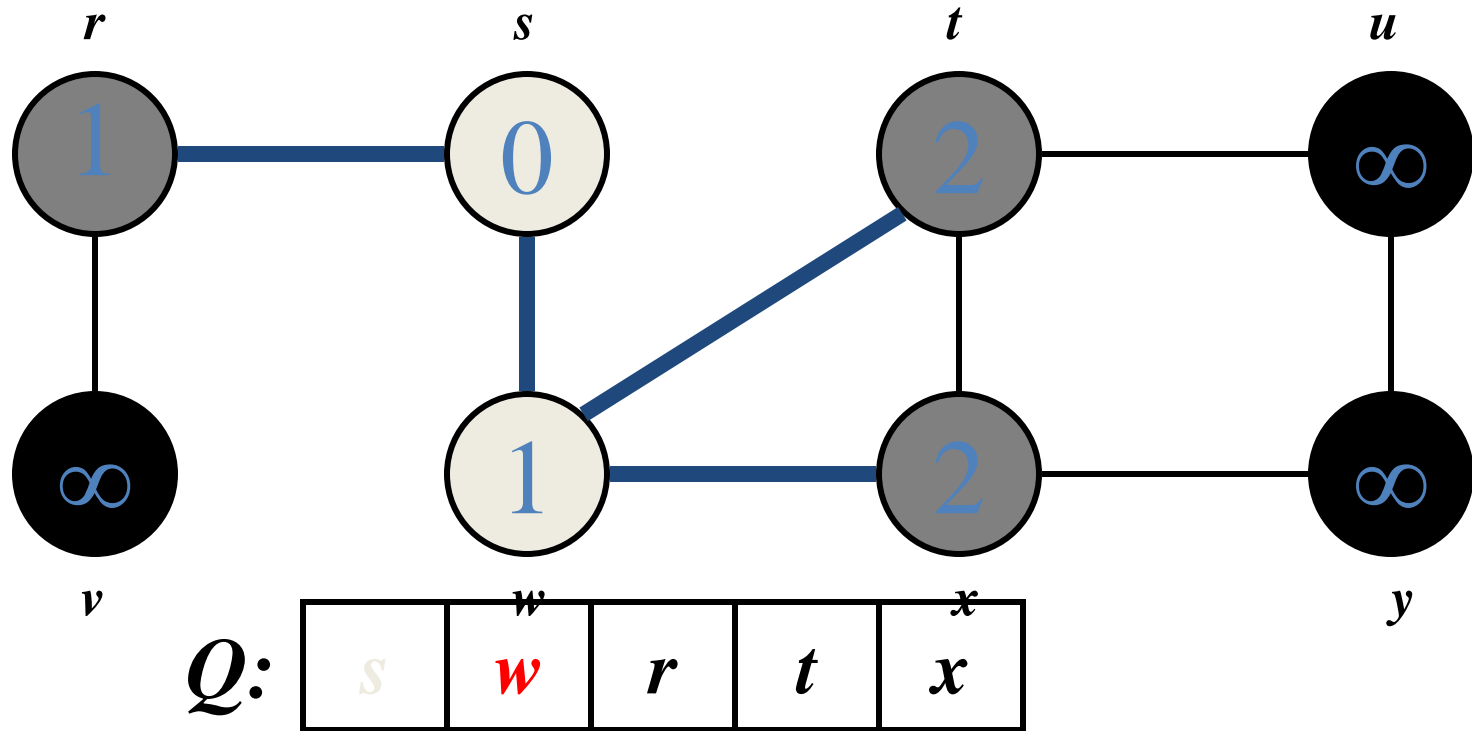 r s t u
1 0 2 ∞
∞ 1 2 ∞
v w x y
Q: s w r t x